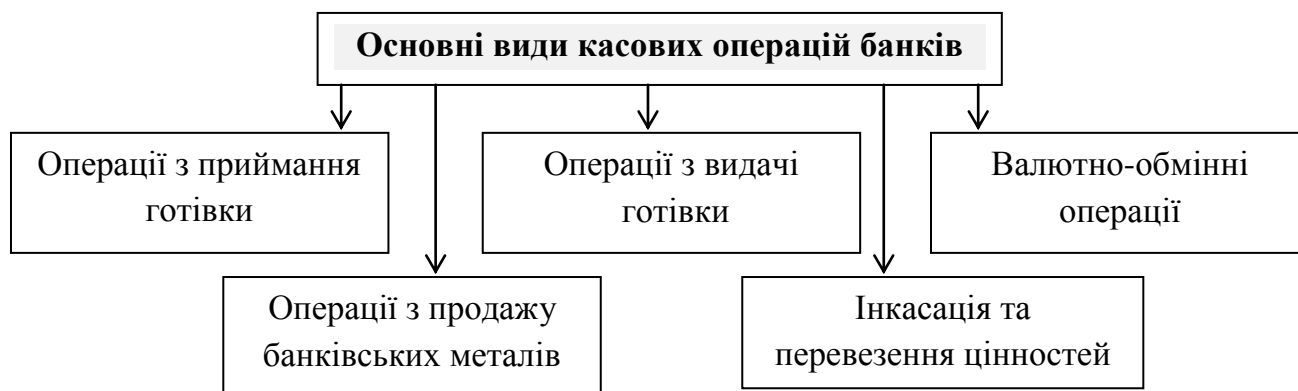 Основні види касових операцій банків
Операції з приймання
готівки
Операції з видачі
готівки
Валютно-обмінні
операції
Операції з продажу
банківських металів
Інкасація та
перевезення цінностей